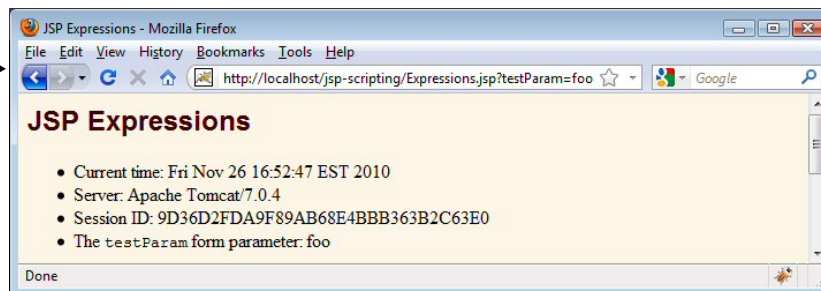 JSP Expressions - Mozilla Firefox
File Edit View History Bookmarks Tools Help
http://localhost/jsp-scripting/Expressions.jsp?testParam=foo Google
JSP Expressions
• Current time: Fri Nov 26 16:52:47 EST 2010
• Server: Apache Tomcat/7.0.4
• Session ID: 9D36D2FDA9F89AB68E4BBB363B2C63E0
• The testParam form parameter: foo
Done